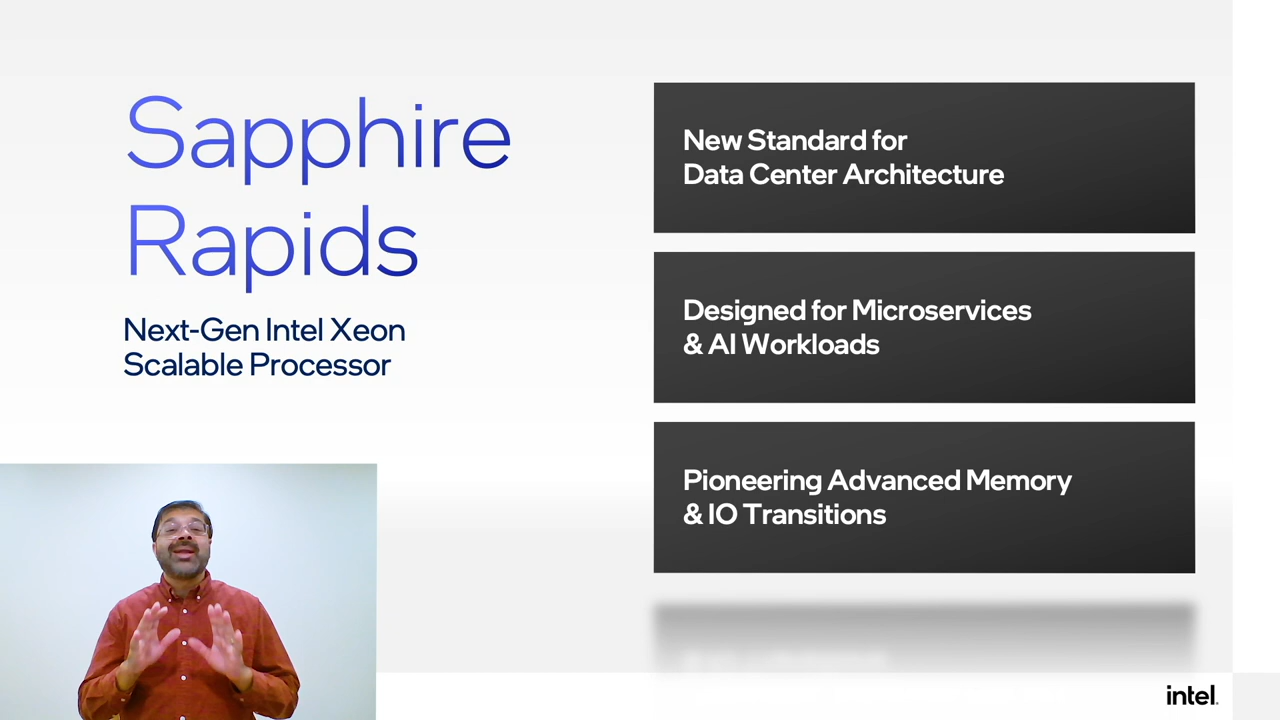 Sapphire
Rapids
Next-Gen Intel Xeon
Scalable Processor
New Standard for
Data Center Architecture
Designed for Microservices
& AI Workloads
Pioneering Advanced Memory
& IO Transitions
intel.